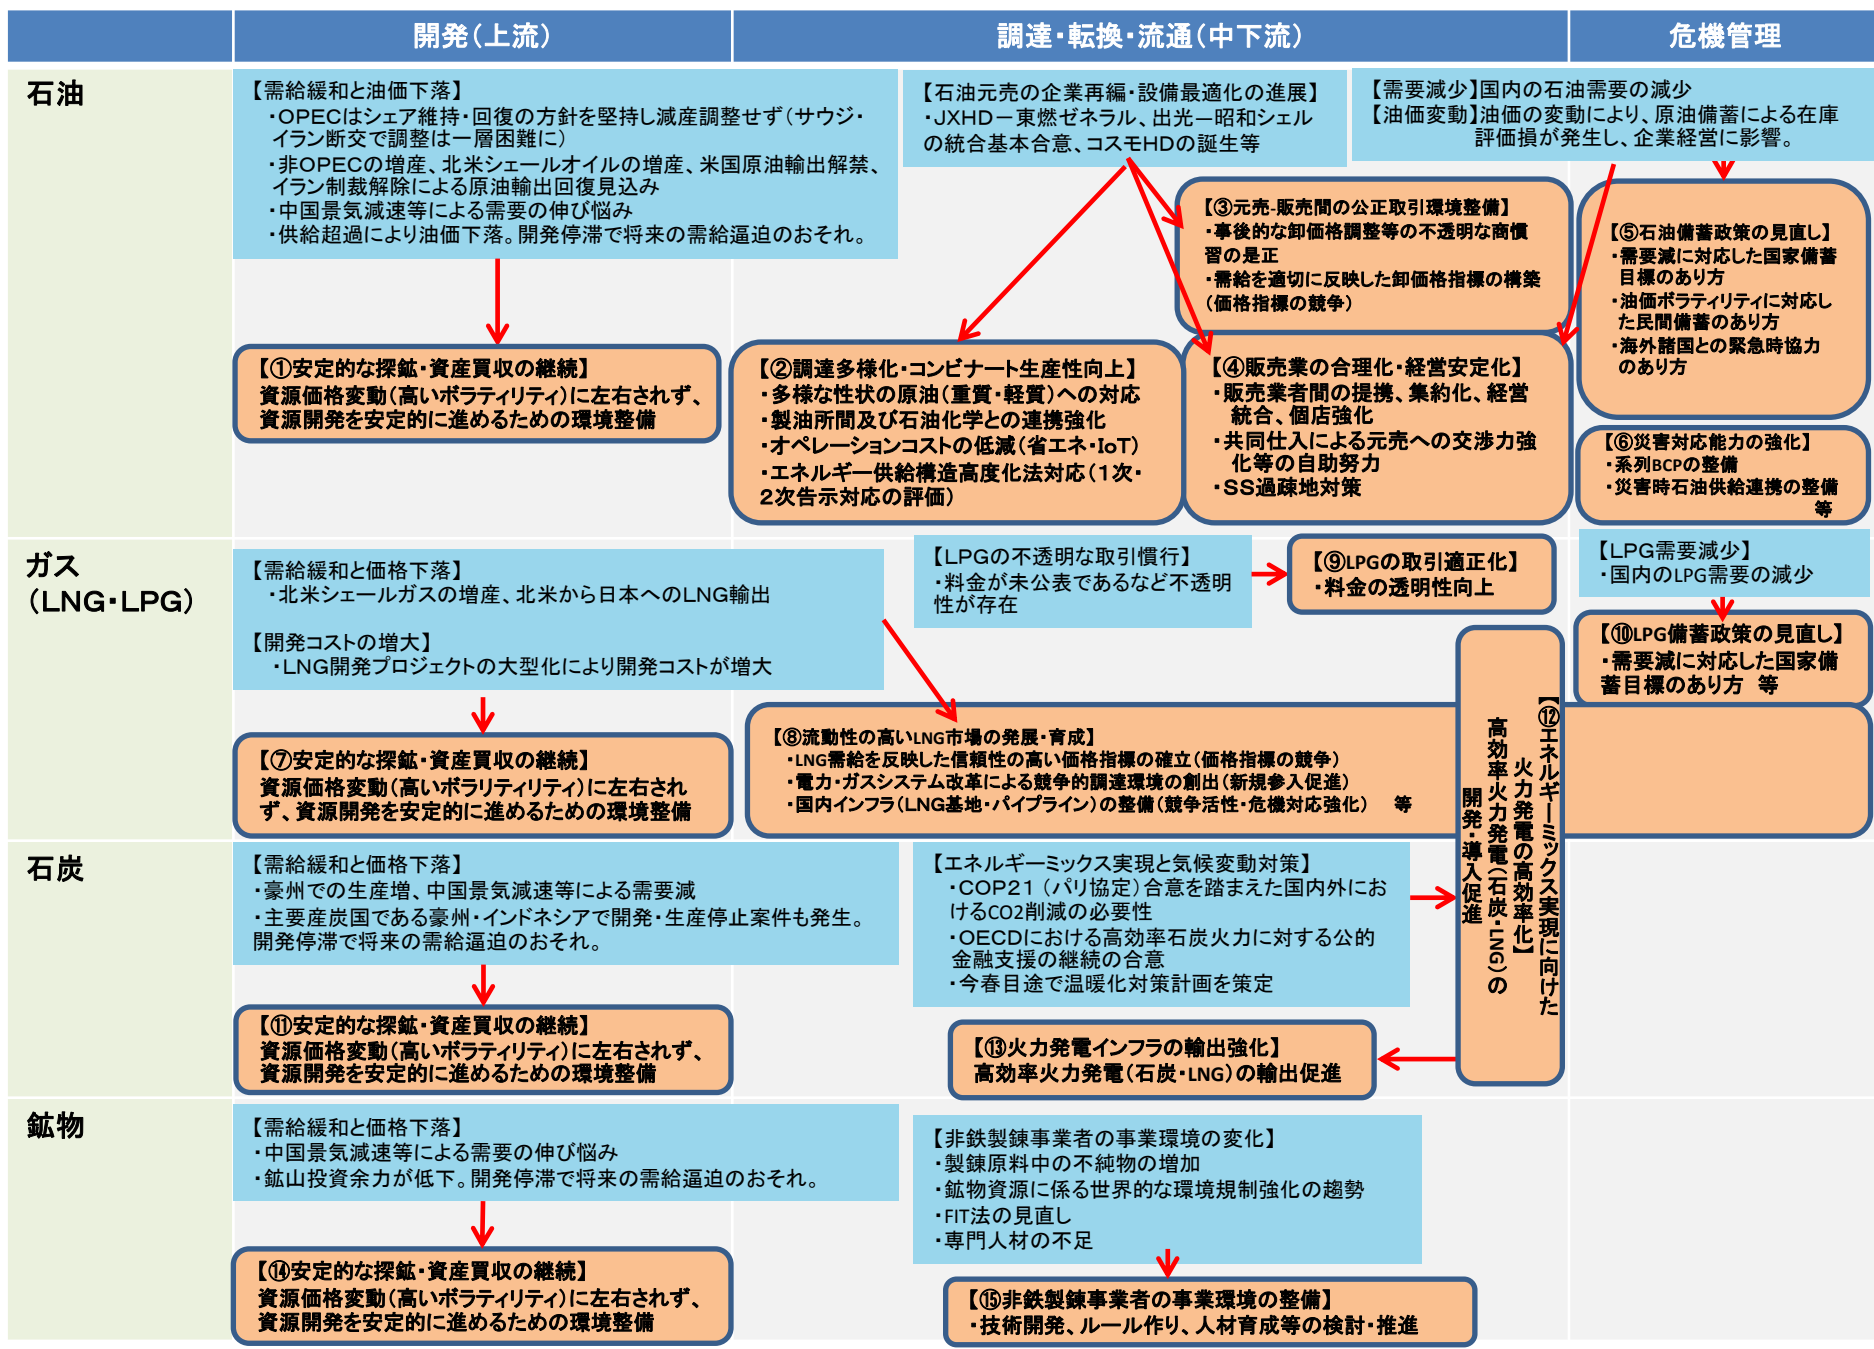 開発（上流）
調達・転換・流通（中下流）
危機管理
石油
【需給緩和と油価下落】
・OPECはシェア維持・回復の方針を堅持し減産調整せず（サウジ・
イラン断交で調整は一層困難に）
・非OPECの増産、北米シェールオイルの増産、米国原油輸出解禁、
イラン制裁解除による原油輸出回復見込み
・中国景気減速等による需要の伸び悩み
・供給超過により油価下落。開発停滞で将来の需給逼迫のおそれ。
【①安定的な探鉱・資産買収の継続】
資源価格変動（高いボラティリティ）に左右されず、
資源開発を安定的に進めるための環境整備
【石油元売の企業再編・設備最適化の進展】
・JXHD－東燃ゼネラル、出光―昭和シェル
の統合基本合意、コスモHDの誕生等
【②調達多様化・コンビナート生産性向上】
・多様な性状の原油（重質・軽質）への対応
・製油所間及び石油化学との連携強化
・オペレーションコストの低減（省エネ・IoT）
・エネルギー供給構造高度化法対応（１次・
２次告示対応の評価）
【③元売-販売間の公正取引環境整備】
・事後的な卸価格調整等の不透明な商慣
習の是正
・需給を適切に反映した卸価格指標の構築
（価格指標の競争）
【④販売業の合理化・経営安定化】
・販売業者間の提携、集約化、経営
統合、個店強化
・共同仕入による元売への交渉力強
化等の自助努力
・SS過疎地対策
【需要減少】国内の石油需要の減少
【油価変動】油価の変動により、原油備蓄による在庫
評価損が発生し、企業経営に影響。
【⑤石油備蓄政策の見直し】
・需要減に対応した国家備蓄
目標のあり方
・油価ボラティリティに対応し
た民間備蓄のあり方
・海外諸国との緊急時協力
のあり方
【⑥災害対応能力の強化】
・系列BCPの整備
・災害時石油供給連携の整備
等
ガス
（LNG・LPG）
【需給緩和と価格下落】
・北米シェールガスの増産、北米から日本へのLNG輸出
【開発コストの増大】
・LNG開発プロジェクトの大型化により開発コストが増大
【⑦安定的な探鉱・資産買収の継続】
資源価格変動（高いボラリティリティ）に左右され
ず、資源開発を安定的に進めるための環境整備
【LPGの不透明な取引慣行】
・料金が未公表であるなど不透明
性が存在
【⑨LPGの取引適正化】
・料金の透明性向上
【⑧流動性の高いLNG市場の発展・育成】
・LNG需給を反映した信頼性の高い価格指標の確立（価格指標の競争）
・電力・ガスシステム改革による競争的調達環境の創出（新規参入促進）
・国内インフラ（LNG基地・パイプライン）の整備（競争活性・危機対応強化）　等
【LPG需要減少】
・国内のLPG需要の減少
【⑩LPG備蓄政策の見直し】
・需要減に対応した国家備
蓄目標のあり方　等
【⑫エネルギーミックス実現に向けた
火力発電の高効率化】
高効率火力発電（石炭・LNG）の
開発・導入促進
石炭
【需給緩和と価格下落】
・豪州での生産増、中国景気減速等による需要減
・主要産炭国である豪州・インドネシアで開発・生産停止案件も発生。
開発停滞で将来の需給逼迫のおそれ。
【⑪安定的な探鉱・資産買収の継続】
資源価格変動（高いボラティリティ）に左右されず、
資源開発を安定的に進めるための環境整備
【エネルギーミックス実現と気候変動対策】
・COP21（パリ協定）合意を踏まえた国内外にお
けるCO2削減の必要性
・OECDにおける高効率石炭火力に対する公的
金融支援の継続の合意
・今春目途で温暖化対策計画を策定
【⑬火力発電インフラの輸出強化】
高効率火力発電（石炭・LNG）の輸出促進
鉱物
【需給緩和と価格下落】
・中国景気減速等による需要の伸び悩み
・鉱山投資余力が低下。開発停滞で将来の需給逼迫のおそれ。
【⑭安定的な探鉱・資産買収の継続】
資源価格変動（高いボラティリティ）に左右されず、
資源開発を安定的に進めるための環境整備
【非鉄製錬事業者の事業環境の変化】
・製錬原料中の不純物の増加
・鉱物資源に係る世界的な環境規制強化の趨勢
・FIT法の見直し
・専門人材の不足
【⑮非鉄製錬事業者の事業環境の整備】
・技術開発、ルール作り、人材育成等の検討・推進